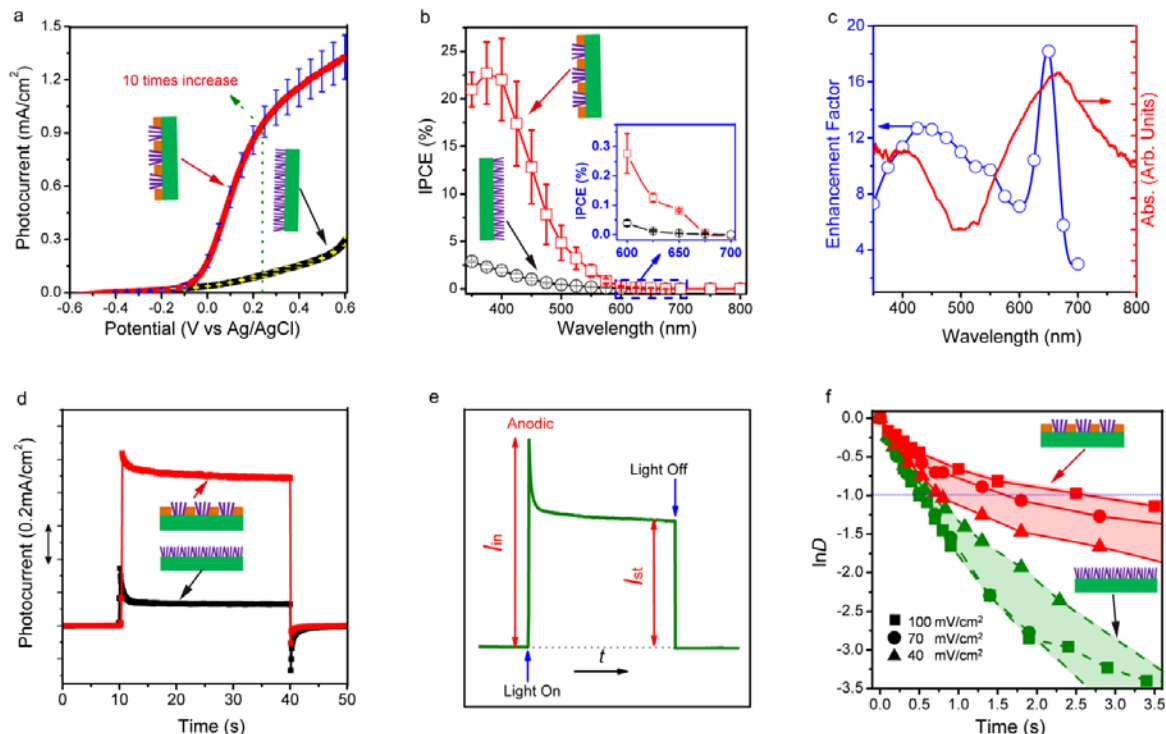 a
Photocurrent (mA/cm²)
1.5
1.2
0.9
0.6
0.3
0.0
10 times increase
-0.6 -0.4 -0.2 0.0 0.2 0.4 0.6
Potential (V vs Ag/AgCl)
b
IPCE (%)
25
20
15
10
5
0
IPCE (%)
0.3
0.2
0.1
0.0
600 650 700
400 500 600 700 800
Wavelength (nm)
c
Enhancement Factor
20
16
12
8
4
Abs. (Arb. Units)
400 500 600 700 800
Wavelength (nm)
d
Photocurrent (0.2mA/cm²)
0 10 20 30 40 50
Time (s)
e
Anodic
Light Off
Iin
Ist
t
Light On
f
lnD
0.0
-0.5
-1.0
-1.5
-2.0
-2.5
-3.0
-3.5
100 mV/cm²
70 mV/cm²
40 mV/cm²
0.0 0.5 1.0 1.5 2.0 2.5 3.0 3.5
Time (s)